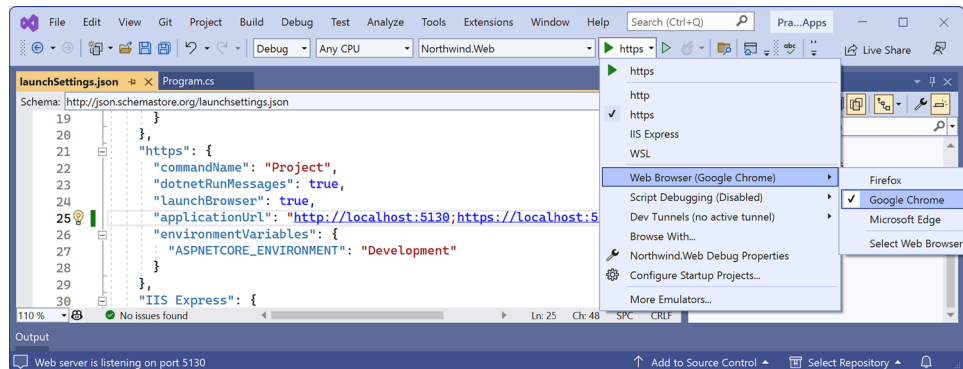 File Edit View Git Project Build Debug Test Analyze Tools Extensions Window Help Search (Ctrl+Q) Pra...Apps
Debug Any CPU Northwind.Web https Live Share
launchSettings.json Program.cs
Schema: http://json.schemastore.org/launchsettings.json
19 }
20 },
21 "https": {
22 "commandName": "Project",
23 "dotnetRunMessages": true,
24 "launchBrowser": true,
25 "applicationUrl": "http://localhost:5130;https://localhost:5
26 "environmentVariables": {
27 "ASPNETCORE_ENVIRONMENT": "Development"
28 }
29 },
30 "IIS Express": {
110 % No issues found Ln: 25 Ch: 48 SPC CRLF
https
http
https
IIS Express
WSL
Web Browser (Google Chrome)
Script Debugging (Disabled)
Dev Tunnels (no active tunnel)
Browse With...
Northwind.Web Debug Properties
Configure Startup Projects...
More Emulators...
Firefox
Google Chrome
Microsoft Edge
Select Web Browser
Output
Web server is listening on port 5130 Add to Source Control Select Repository